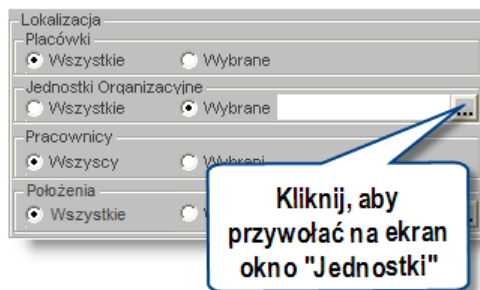 Lokalizacja
Placówki
Wszystkie Wybrane
Jednostki Organizacyjne
Wszystkie Wybrane ...
Pracownicy
Wszyscy Wybrani
Położenia
Wszystkie
Kliknij, aby
przywołać na ekran
okno "Jednostki"